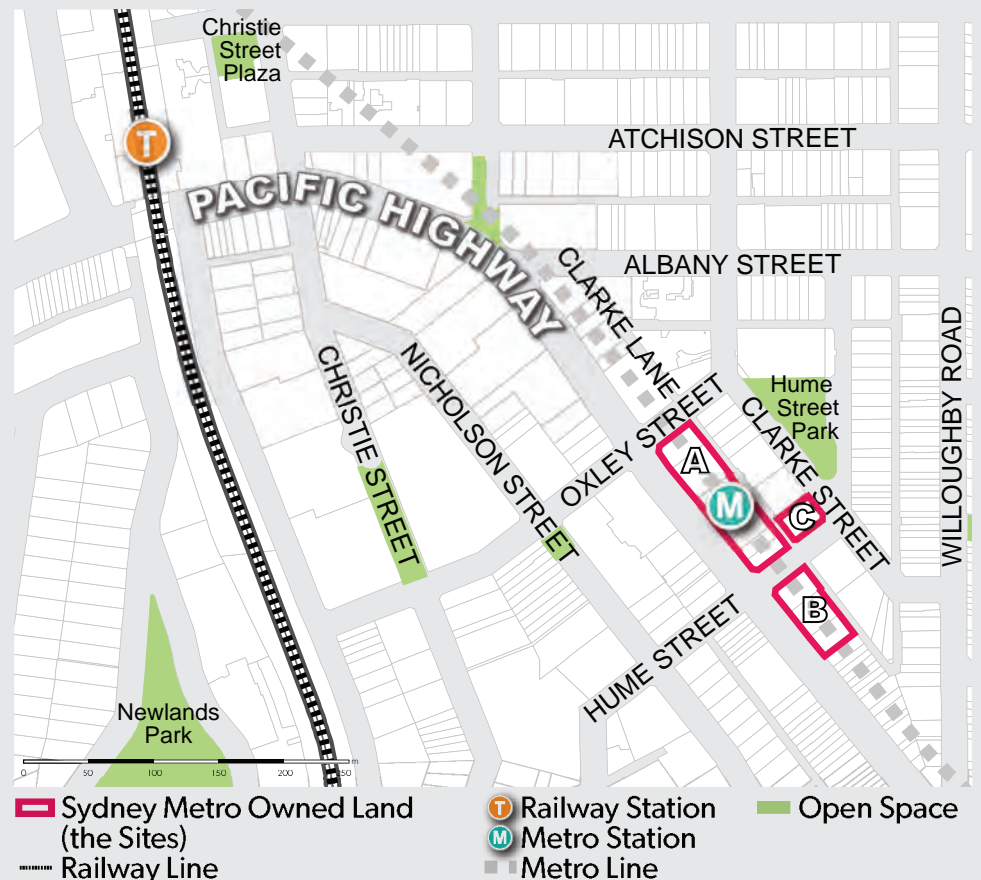 Christie
Street
Plaza
T
ATCHISON STREET
PACIFIC HIGHWAY
CLARKE LANE
ALBANY STREET
WILLOUGHBY ROAD
CHRISTIE STREET
NICHOLSON STREET
OXLEY STREET
Hume
Street
Park
CLARKE STREET
A
M
C
B
HUME STREET
Newlands
Park
0 50 100 150 200 250 m
Sydney Metro Owned Land
(the Sites)
Railway Line
T Railway Station
M Metro Station
Metro Line
Open Space